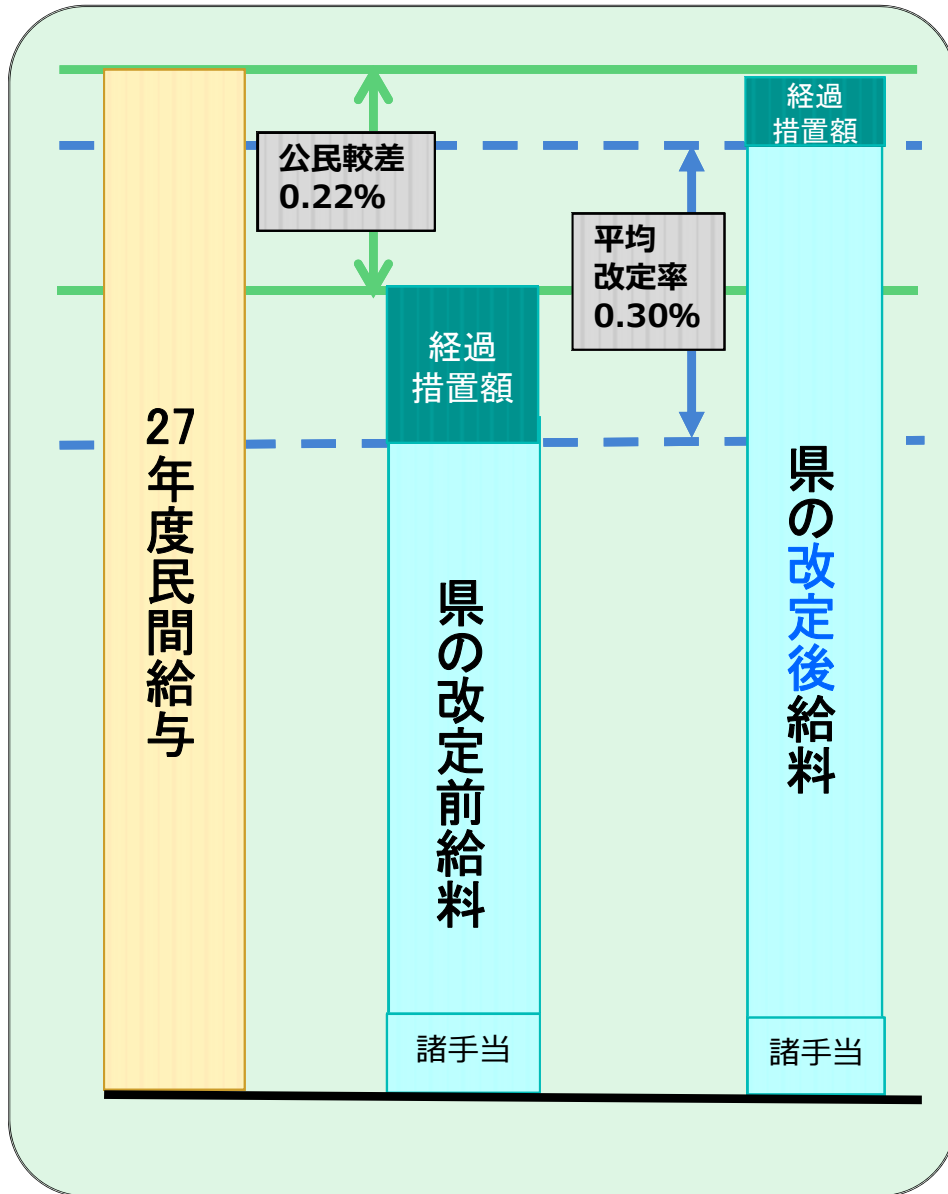 経過
措置額
公民較差
0.22%
平均
改定率
0.30%
経過
措置額
27年度民間給与
県の改定前給料
県の改定後給料
諸手当
諸手当